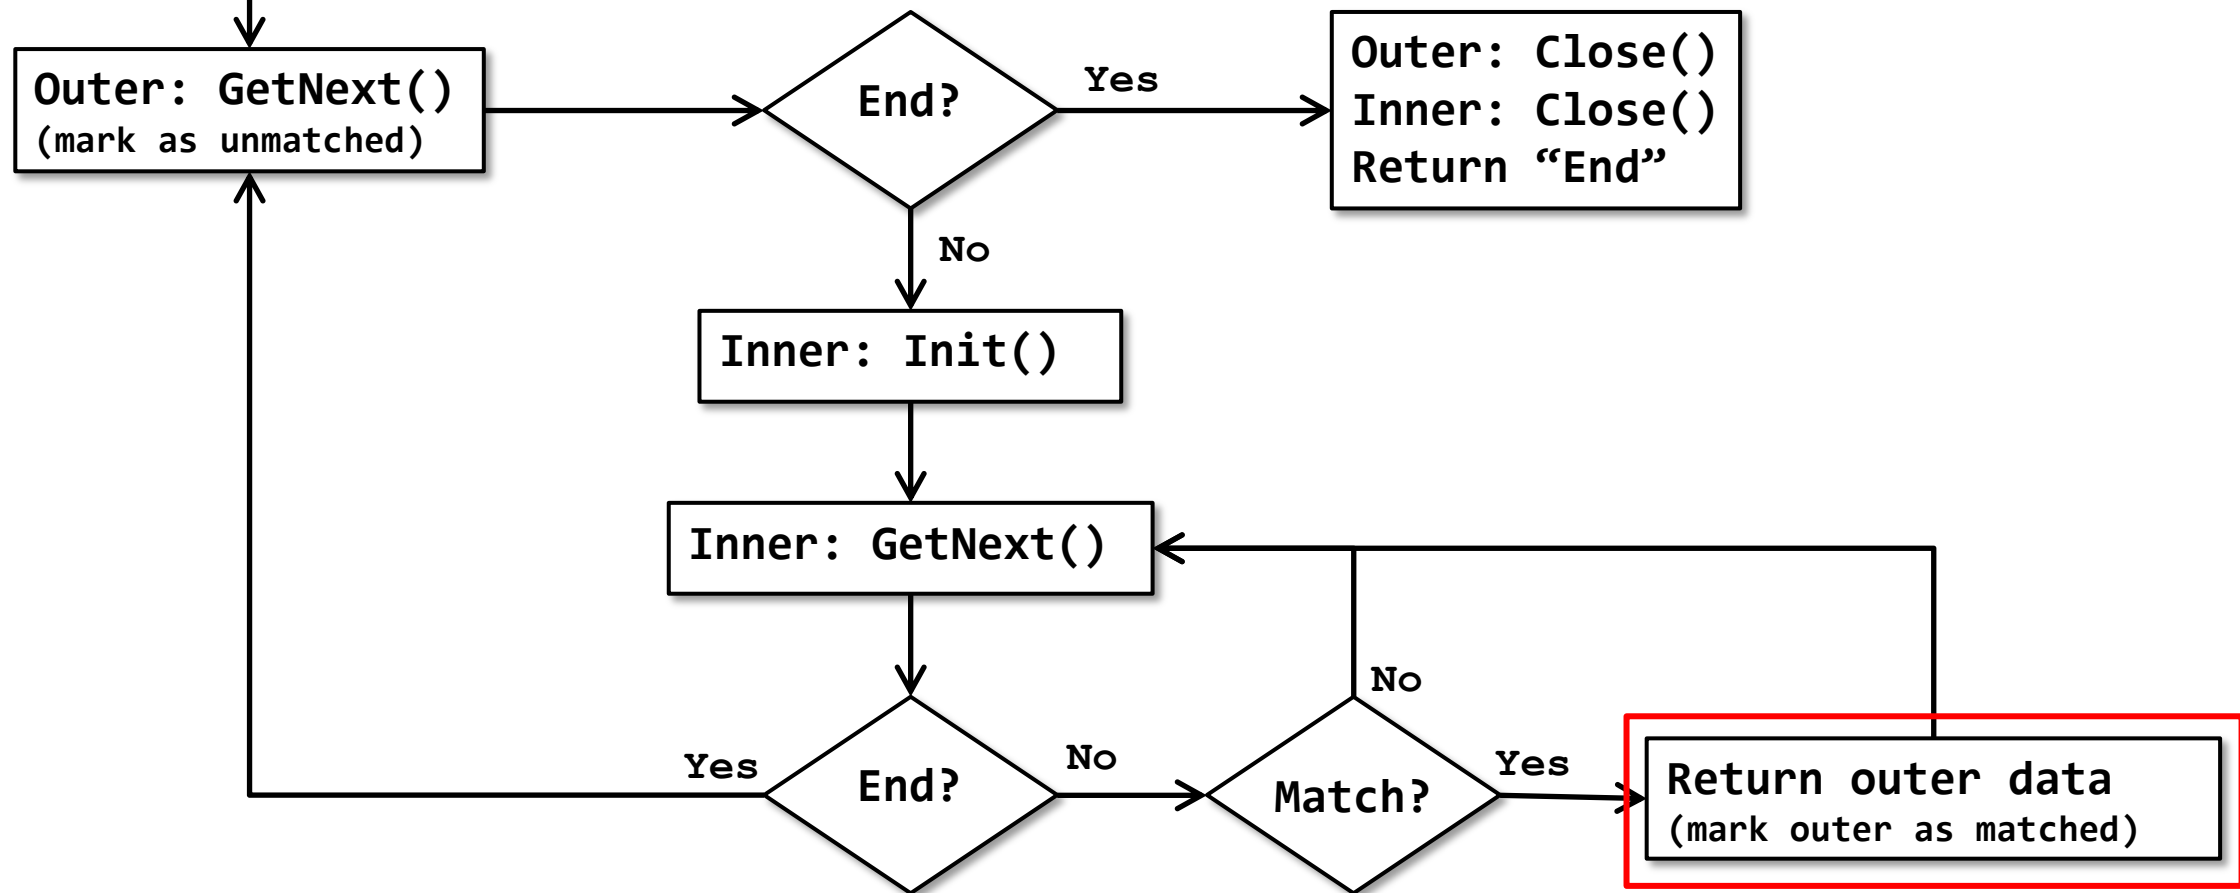 Outer: GetNext()
(mark as unmatched)
End?
Yes
Outer: Close()
Inner: Close()
Return “End”
No
Inner: Init()
Inner: GetNext()
No
Yes
End?
No
Match?
Yes
Return outer data
(mark outer as matched)